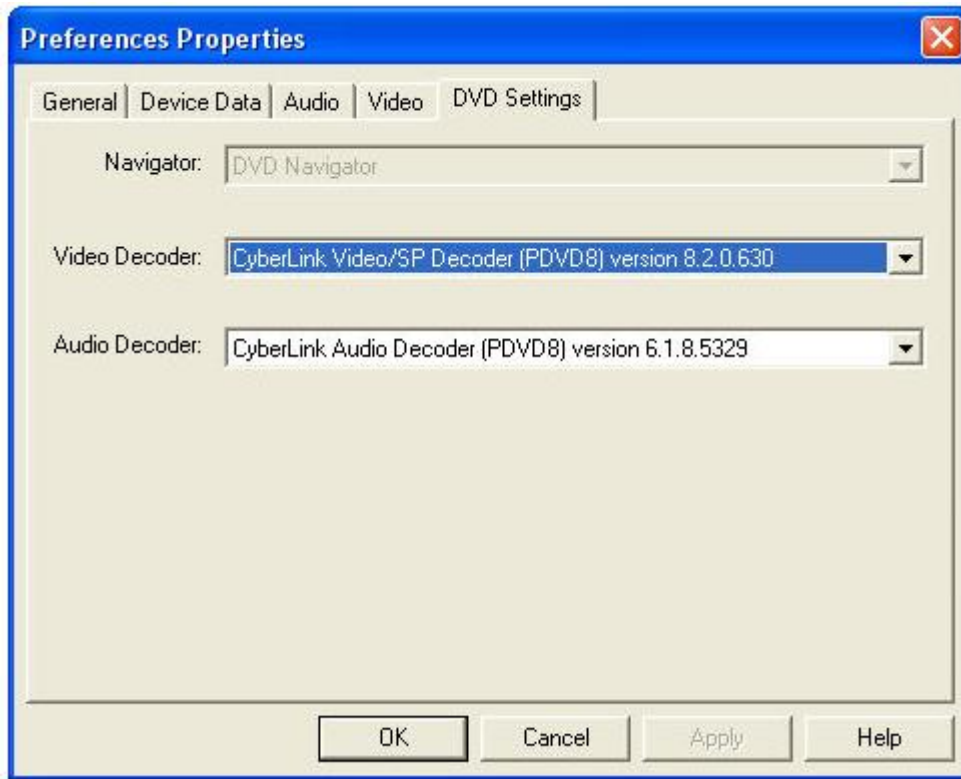 Preferences Properties
General Device Data Audio Video DVD Settings
Navigator: DVD Navigator
Video Decoder: CyberLink Video/SP Decoder (PDVD8) version 8.2.0.630
Audio Decoder: CyberLink Audio Decoder (PDVD8) version 6.1.8.5329
OK Cancel Apply Help